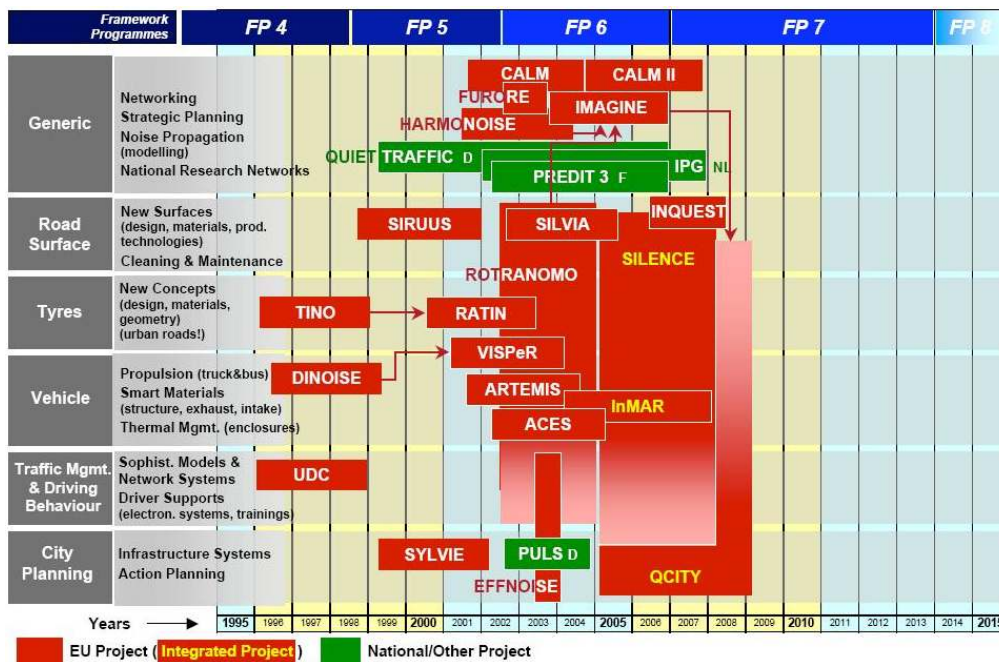 Framework
Programmes
FP 4
FP 5
FP 6
FP 7
FP 8
Generic
Networking
Strategic Planning
Noise Propagation
(modelling)
National Research Networks
CALM
CALM II
FURORE
IMAGINE
HARMONOISE
QUIET TRAFFIC D
IPG NL
PREDIT 3 F
Road
Surface
New Surfaces
(design, materials, prod.
technologies)
Cleaning & Maintenance
SIRUUS
SILVIA
INQUEST
SILENCE
ROTRANOMO
Tyres
New Concepts
(design, materials,
geometry)
(urban roads!)
TINO
RATIN
VISPeR
Vehicle
Propulsion (truck&bus)
Smart Materials
(structure, exhaust, intake)
Thermal Mgmt. (enclosures)
DINOISE
ARTEMIS
InMAR
ACES
Traffic Mgmt.
& Driving
Behaviour
Sophist. Models &
Network Systems
Driver Supports
(electron. systems, trainings)
UDC
City
Planning
Infrastructure Systems
Action Planning
SYLVIE
PULS D
EFFNOISE
QCITY
Years
1995 1996 1997 1998 1999 2000 2001 2002 2003 2004 2005 2006 2007 2008 2009 2010 2011 2012 2013 2014 2015
EU Project (Integrated Project)
National/Other Project